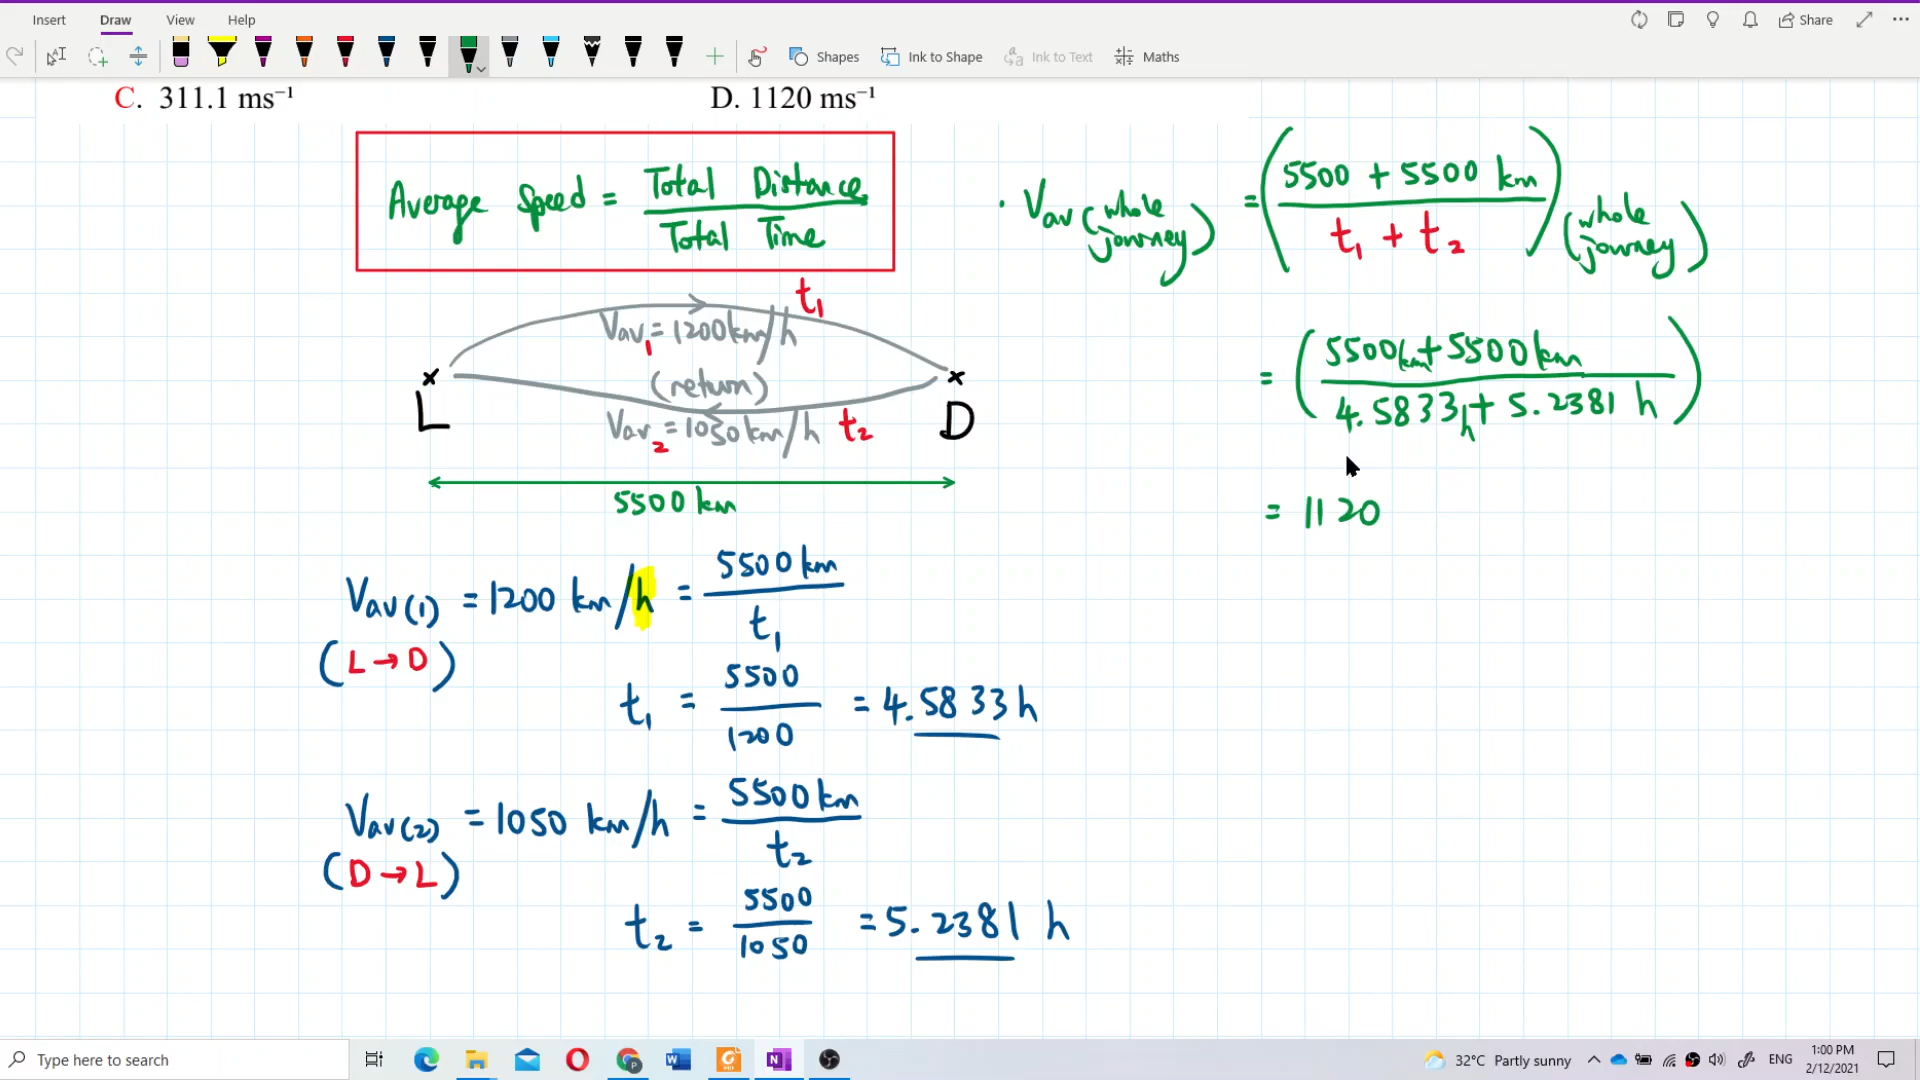 Insert Draw View Help
Share
Shapes Ink to Shape Ink to Text Maths
C. 311.1 ms⁻¹ D. 1120 ms⁻¹
Average Speed = Total Distance / Total Time
t₁
Vav₁ = 1200 km/h
(return)
Vav₂ = 1050 km/h t₂
L D
5500 km
Vav(1) = 1200 km/h = 5500 km / t₁
(L → D)
t₁ = 5500 / 1200 = 4.5833 h
Vav(2) = 1050 km/h = 5500 km / t₂
(D → L)
t₂ = 5500 / 1050 = 5.2381 h
· Vav (whole journey) = (5500 + 5500 km / t₁ + t₂) (whole journey)
= (5500 km + 5500 km / 4.5833 h + 5.2381 h)
= 1120
Type here to search
32°C Partly sunny
ENG
1:00 PM
2/12/2021